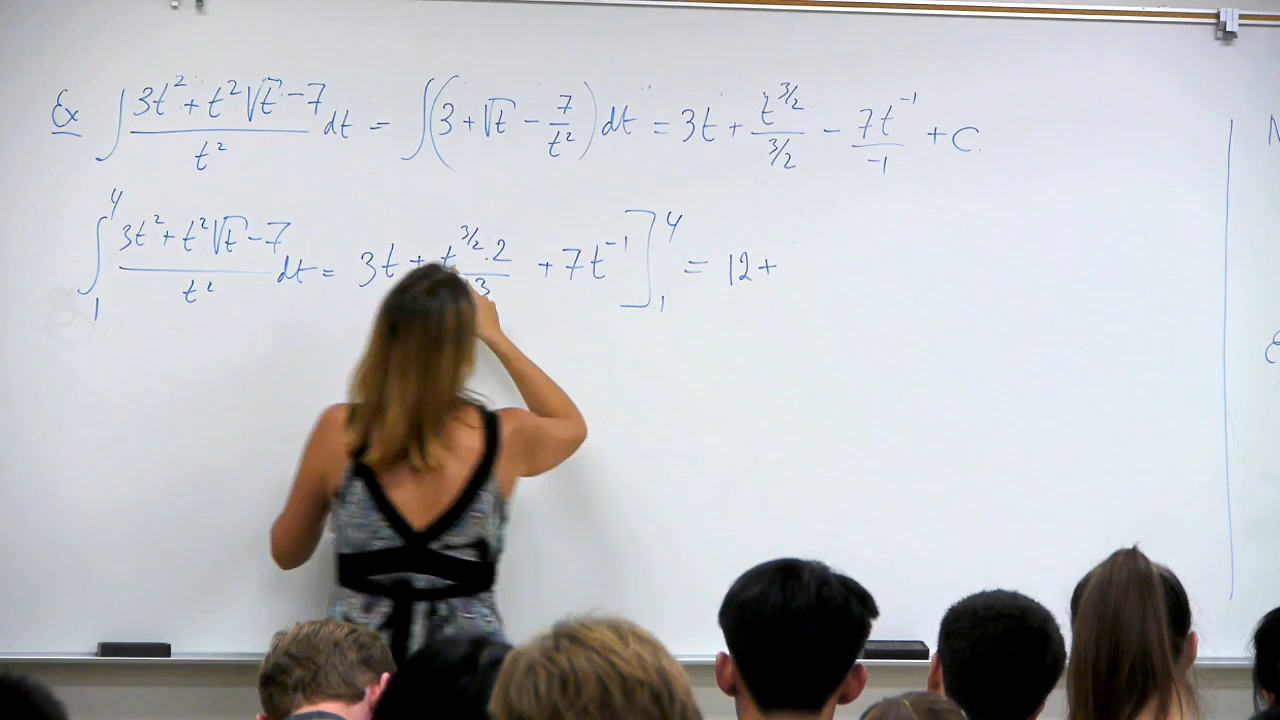 Ex ∫ (3t² + t²√t - 7)/t² dt = ∫(3 + √t - 7/t²) dt = 3t + t^(3/2)/(3/2) - 7t⁻¹/-1 + C.
∫₁⁴ (3t² + t²√t - 7)/t² dt = 3t + t^(3/2)·2/3 + 7t⁻¹ ]₁⁴ = 12 +